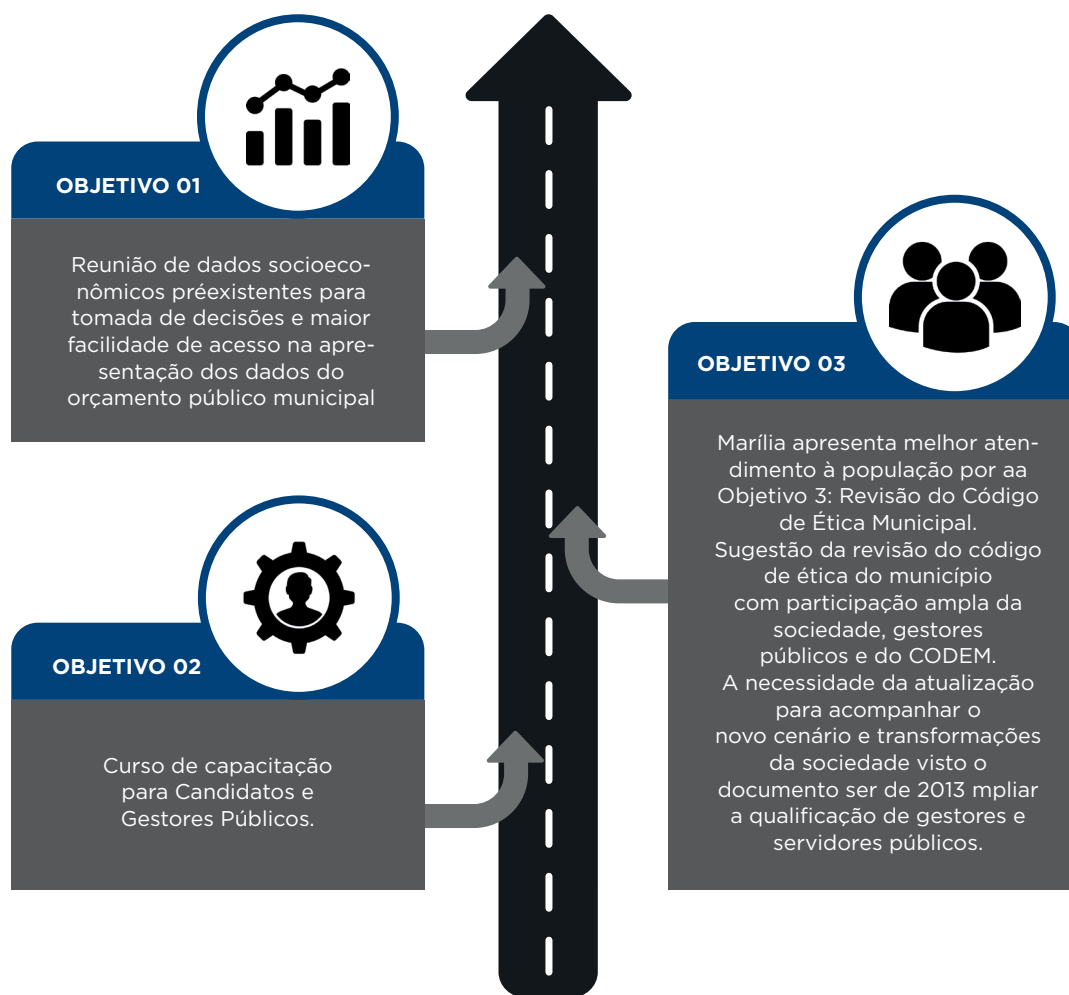 OBJETIVO 01
Reunião de dados socioeco-
nômicos préexistentes para
tomada de decisões e maior
facilidade de acesso na apre-
sentação dos dados do
orçamento público municipal
OBJETIVO 02
Curso de capacitação
para Candidatos e
Gestores Públicos.
OBJETIVO 03
Marília apresenta melhor aten-
dimento à população por aa
Objetivo 3: Revisão do Código
de Ética Municipal.
Sugestão da revisão do código
de ética do município
com participação ampla da
sociedade, gestores
públicos e do CODEM.
A necessidade da atualização
para acompanhar o
novo cenário e transformações
da sociedade visto o
documento ser de 2013 mpliar
a qualificação de gestores e
servidores públicos.